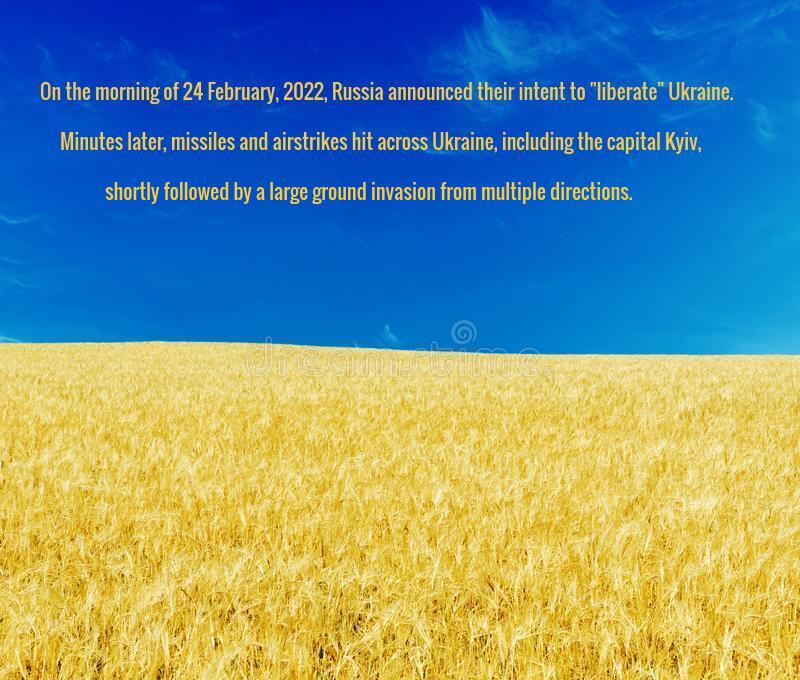 On the morning of 24 February, 2022, Russia announced their intent to "liberate" Ukraine.
Minutes later, missiles and airstrikes hit across Ukraine, including the capital Kyiv,
shortly followed by a large ground invasion from multiple directions.
dreamstime.com